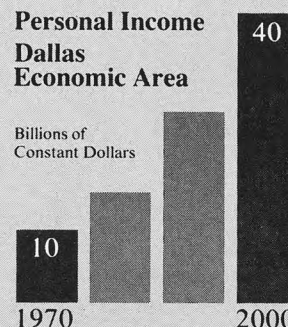 Personal Income
Dallas
Economic Area
Billions of
Constant Dollars
40
10
1970
2000